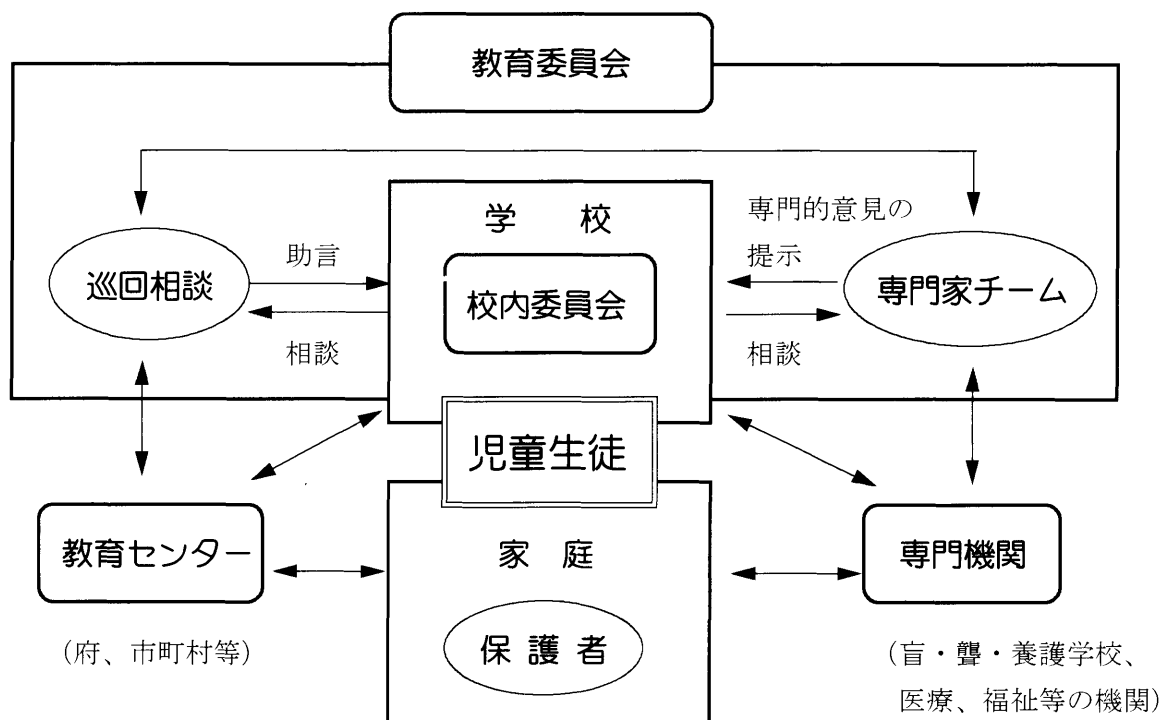 教育委員会
学校
専門的意見の
提示
助言
巡回相談
校内委員会
専門家チーム
相談
相談
児童生徒
教育センター
家庭
専門機関
保護者
(府、市町村等)
(盲・聾・養護学校、
医療、福祉等の機関)